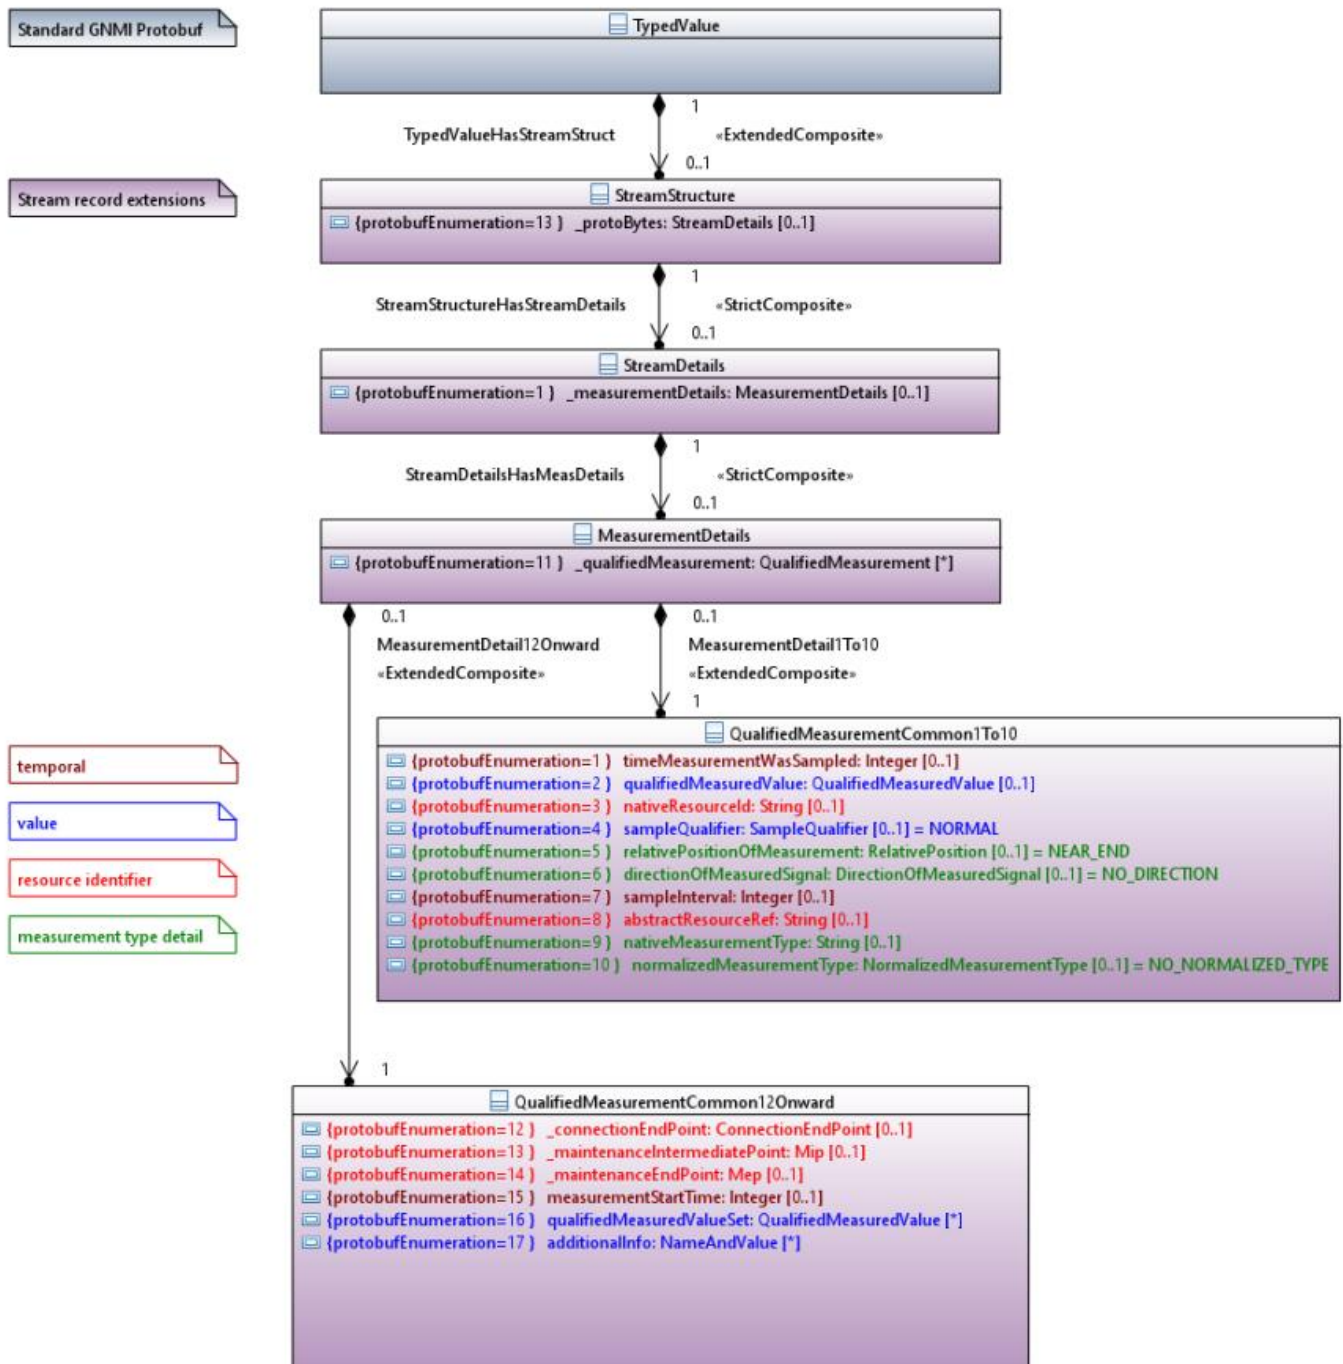 Standard GNMI Protobuf
TypedValue
1
TypedValueHasStreamStruct
«ExtendedComposite»
0..1
Stream record extensions
StreamStructure
{protobufEnumeration=13 } _protoBytes: StreamDetails [0..1]
1
StreamStructureHasStreamDetails
«StrictComposite»
0..1
StreamDetails
{protobufEnumeration=1 } _measurementDetails: MeasurementDetails [0..1]
1
StreamDetailsHasMeasDetails
«StrictComposite»
0..1
MeasurementDetails
{protobufEnumeration=11 } _qualifiedMeasurement: QualifiedMeasurement [*]
0..1
MeasurementDetail12Onward
«ExtendedComposite»
0..1
MeasurementDetail1To10
«ExtendedComposite»
1
QualifiedMeasurementCommon1To10
{protobufEnumeration=1 } timeMeasurementWasSampled: Integer [0..1]
{protobufEnumeration=2 } qualifiedMeasuredValue: QualifiedMeasuredValue [0..1]
{protobufEnumeration=3 } nativeResourceId: String [0..1]
{protobufEnumeration=4 } sampleQualifier: SampleQualifier [0..1] = NORMAL
{protobufEnumeration=5 } relativePositionOfMeasurement: RelativePosition [0..1] = NEAR_END
{protobufEnumeration=6 } directionOfMeasuredSignal: DirectionOfMeasuredSignal [0..1] = NO_DIRECTION
{protobufEnumeration=7 } sampleInterval: Integer [0..1]
{protobufEnumeration=8 } abstractResourceRef: String [0..1]
{protobufEnumeration=9 } nativeMeasurementType: String [0..1]
{protobufEnumeration=10 } normalizedMeasurementType: NormalizedMeasurementType [0..1] = NO_NORMALIZED_TYPE
temporal
value
resource identifier
measurement type detail
1
QualifiedMeasurementCommon12Onward
{protobufEnumeration=12 } _connectionEndPoint: ConnectionEndPoint [0..1]
{protobufEnumeration=13 } _maintenanceIntermediatePoint: Mip [0..1]
{protobufEnumeration=14 } _maintenanceEndPoint: Mep [0..1]
{protobufEnumeration=15 } measurementStartTime: Integer [0..1]
{protobufEnumeration=16 } qualifiedMeasuredValueSet: QualifiedMeasuredValue [*]
{protobufEnumeration=17 } additionalInfo: NameAndValue [*]